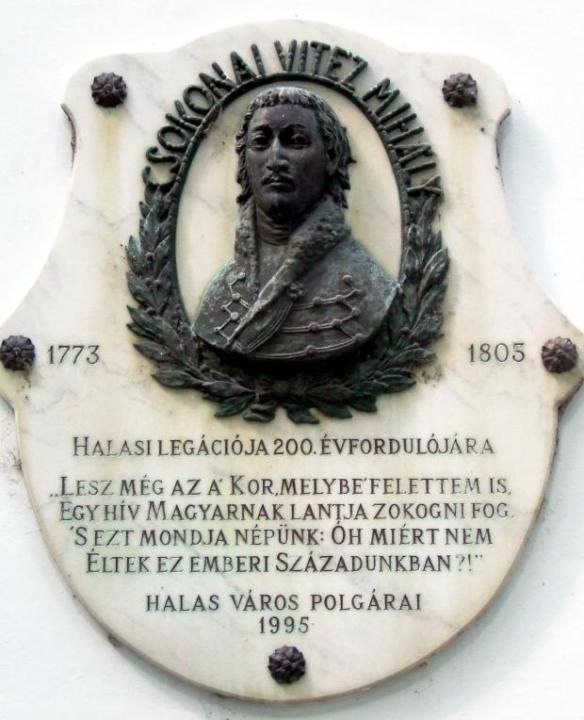 CSOKONAI VITÉZ MIHÁLY
1773 1805
HALASI LEGÁCIÓJA 200. ÉVFORDULÓJÁRA
„LESZ MÉG AZ A' KOR, MELYBE' FELETTEM IS,
EGY HÍV MAGYARNAK LANTJA ZOKOGNI FOG.
'S EZT MONDJA NÉPÜNK: ÓH MIÉRT NEM
ÉLTEK EZ EMBERI SZÁZADUNKBAN?!"
HALAS VÁROS POLGÁRAI
1995